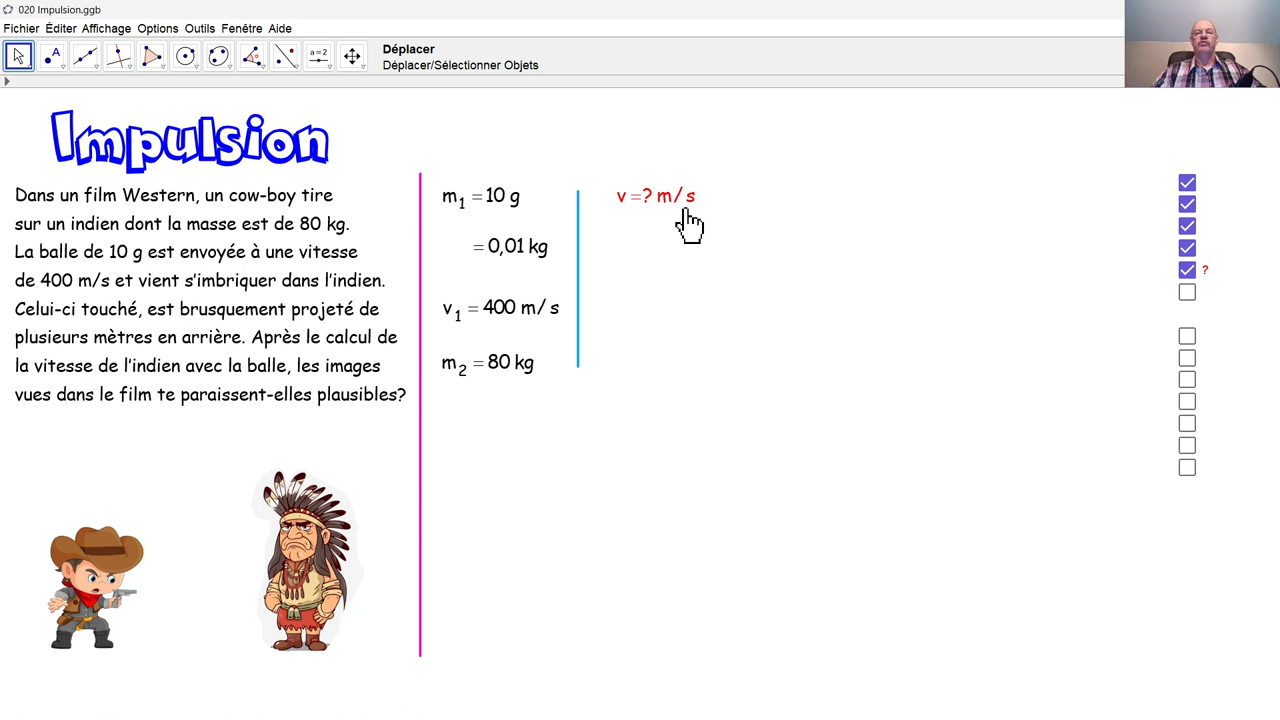 020 Impulsion.ggb
Fichier Éditer Affichage Options Outils Fenêtre Aide
A
a=2
Déplacer
Déplacer/Sélectionner Objets
Impulsion
Dans un film Western, un cow-boy tire
sur un indien dont la masse est de 80 kg.
La balle de 10 g est envoyée à une vitesse
de 400 m/s et vient s’imbriquer dans l’indien.
Celui-ci touché, est brusquement projeté de
plusieurs mètres en arrière. Après le calcul de
la vitesse de l’indien avec la balle, les images
vues dans le film te paraissent-elles plausibles?
m₁ = 10 g
= 0,01 kg
v₁ = 400 m/s
m₂ = 80 kg
v =? m/s
?